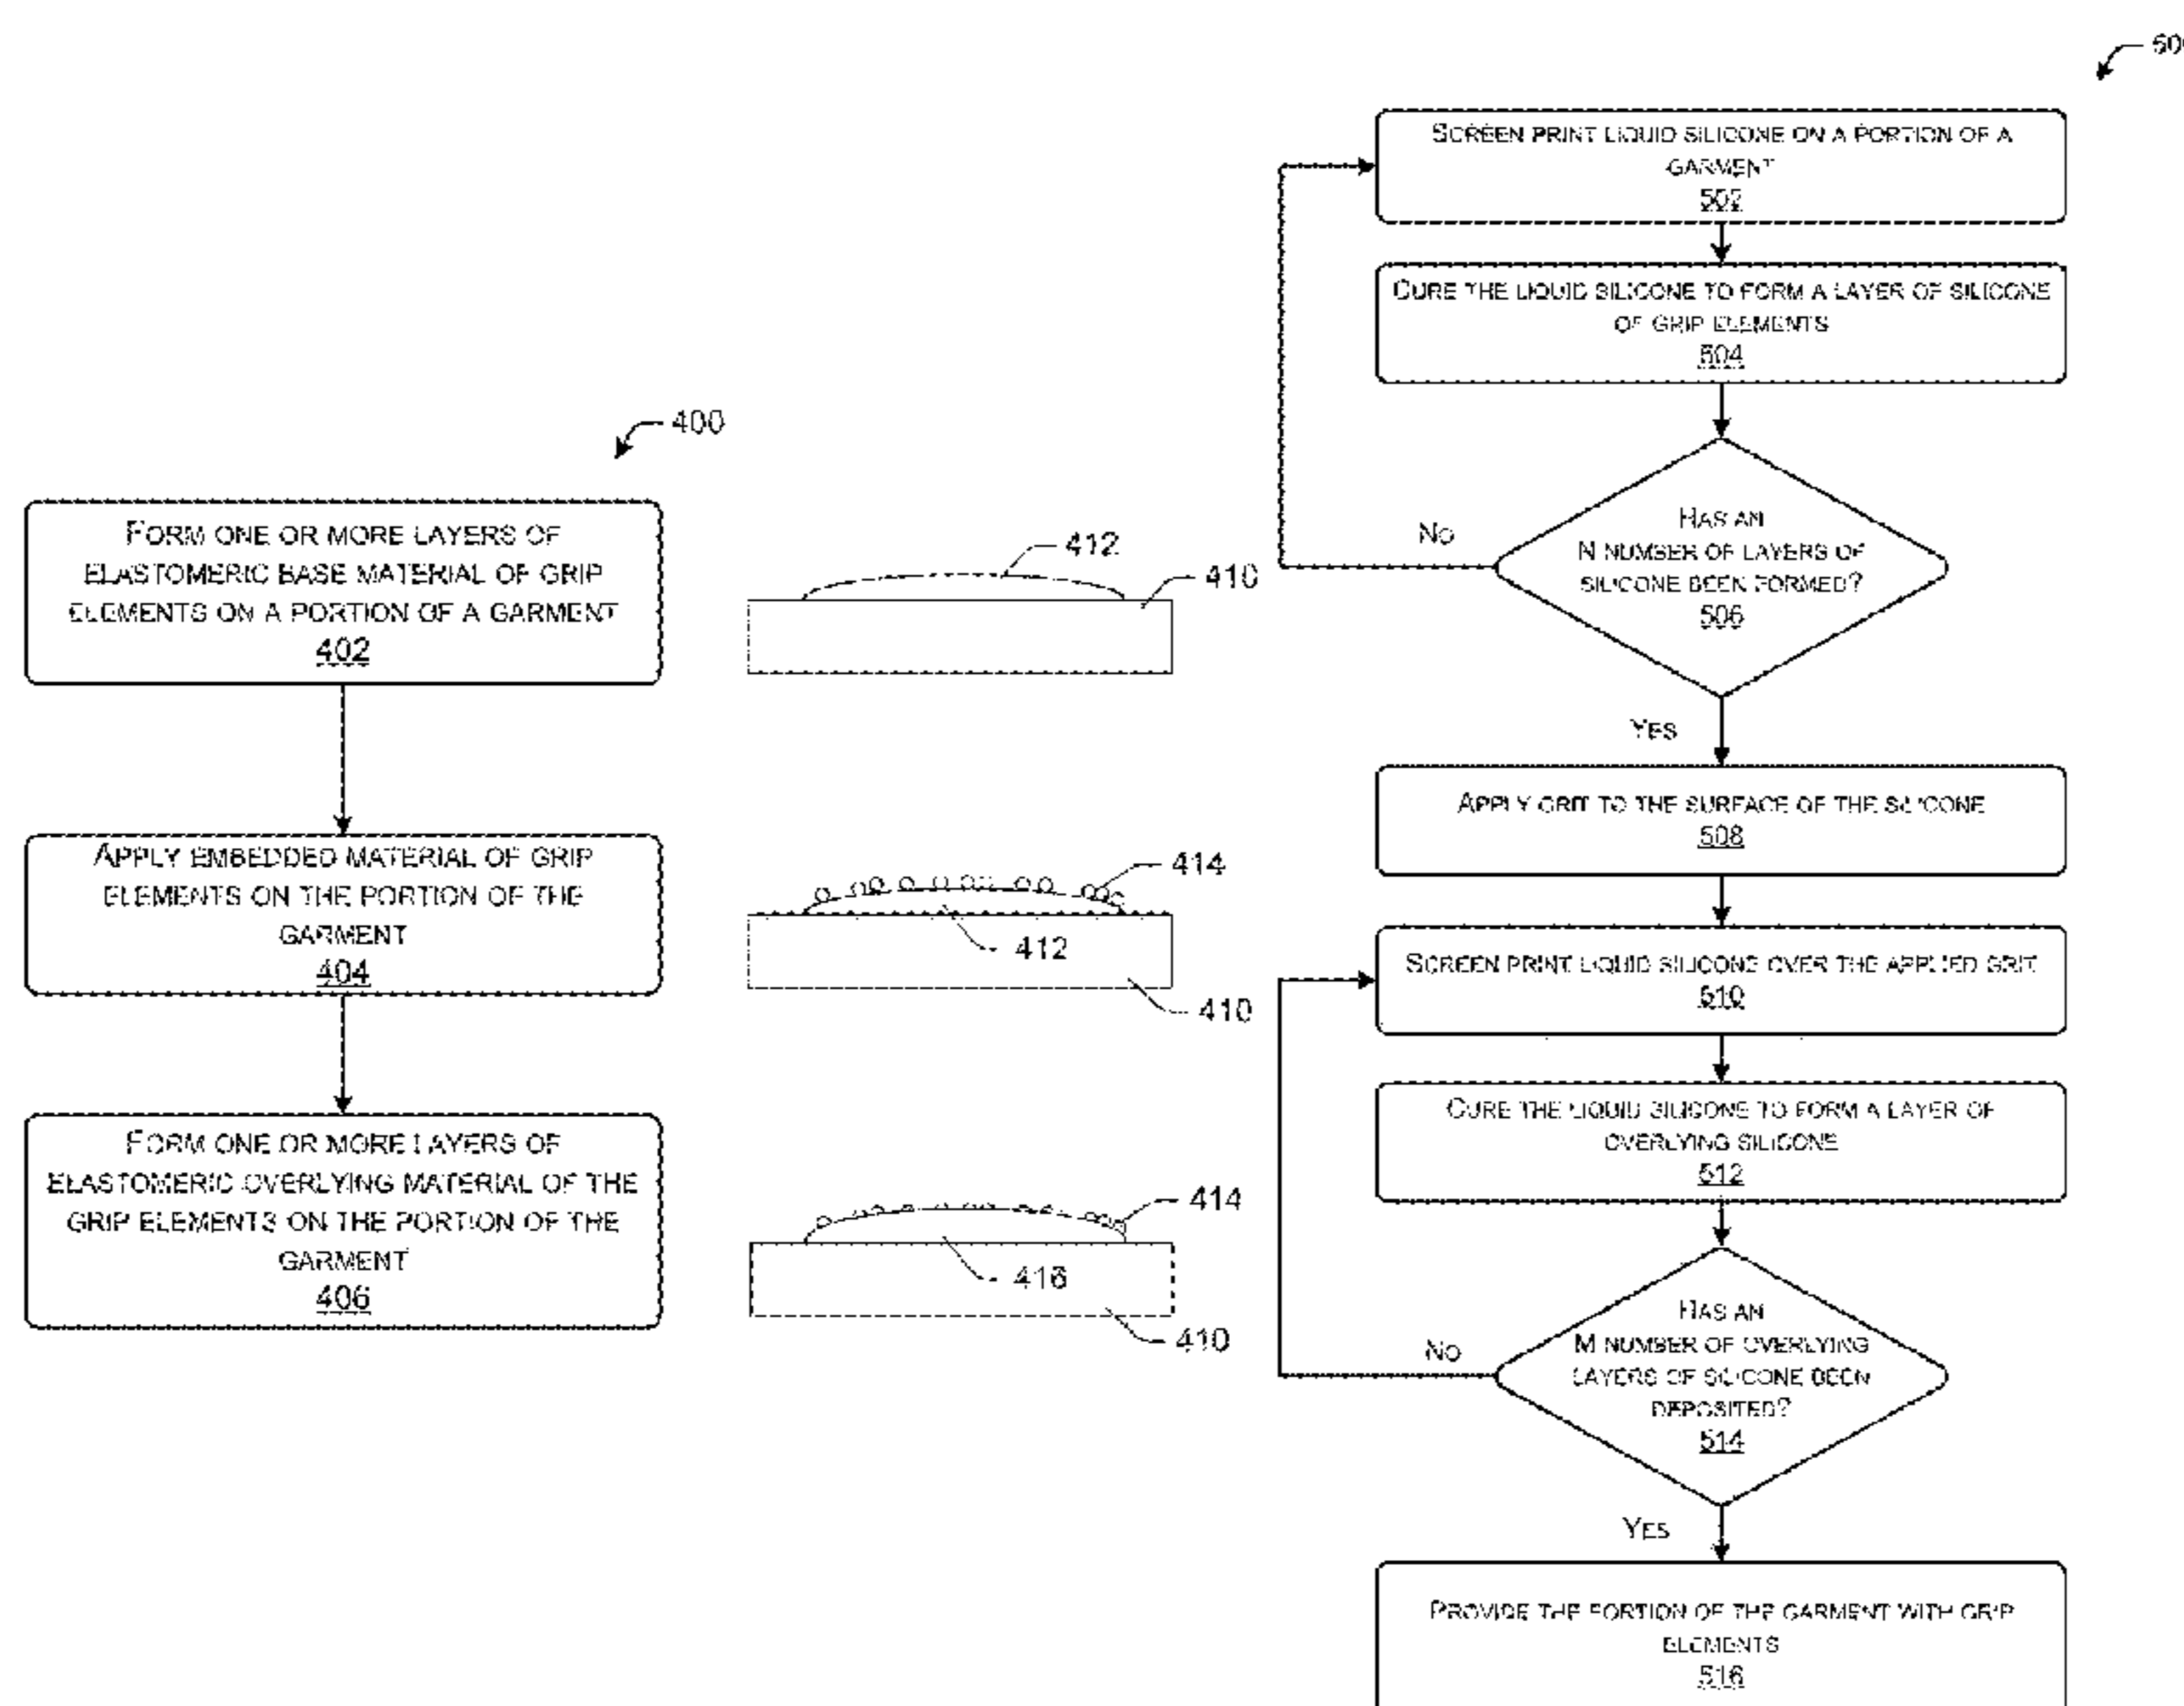 400
FORM ONE OR MORE LAYERS OF
ELASTOMERIC BASE MATERIAL OF GRIP
ELEMENTS ON A PORTION OF A GARMENT
402
412
410
APPLY EMBEDDED MATERIAL OF GRIP
ELEMENTS ON THE PORTION OF THE
GARMENT
404
414
412
410
FORM ONE OR MORE LAYERS OF
ELASTOMERIC OVERLYING MATERIAL OF THE
GRIP ELEMENTS ON THE PORTION OF THE
GARMENT
406
414
416
410
SCREEN PRINT LIQUID SILICONE ON A PORTION OF A
GARMENT
502
CURE THE LIQUID SILICONE TO FORM A LAYER OF SILICONE
OF GRIP ELEMENTS
504
HAS AN
N NUMBER OF LAYERS OF
SILICONE BEEN FORMED?
506
NO
YES
APPLY GRIT TO THE SURFACE OF THE SILICONE
508
SCREEN PRINT LIQUID SILICONE OVER THE APPLIED GRIT
510
CURE THE LIQUID SILICONE TO FORM A LAYER OF
OVERLYING SILICONE
512
HAS AN
M NUMBER OF OVERLYING
LAYERS OF SILICONE BEEN
DEPOSITED?
514
NO
YES
PROVIDE THE PORTION OF THE GARMENT WITH GRIP
ELEMENTS
516